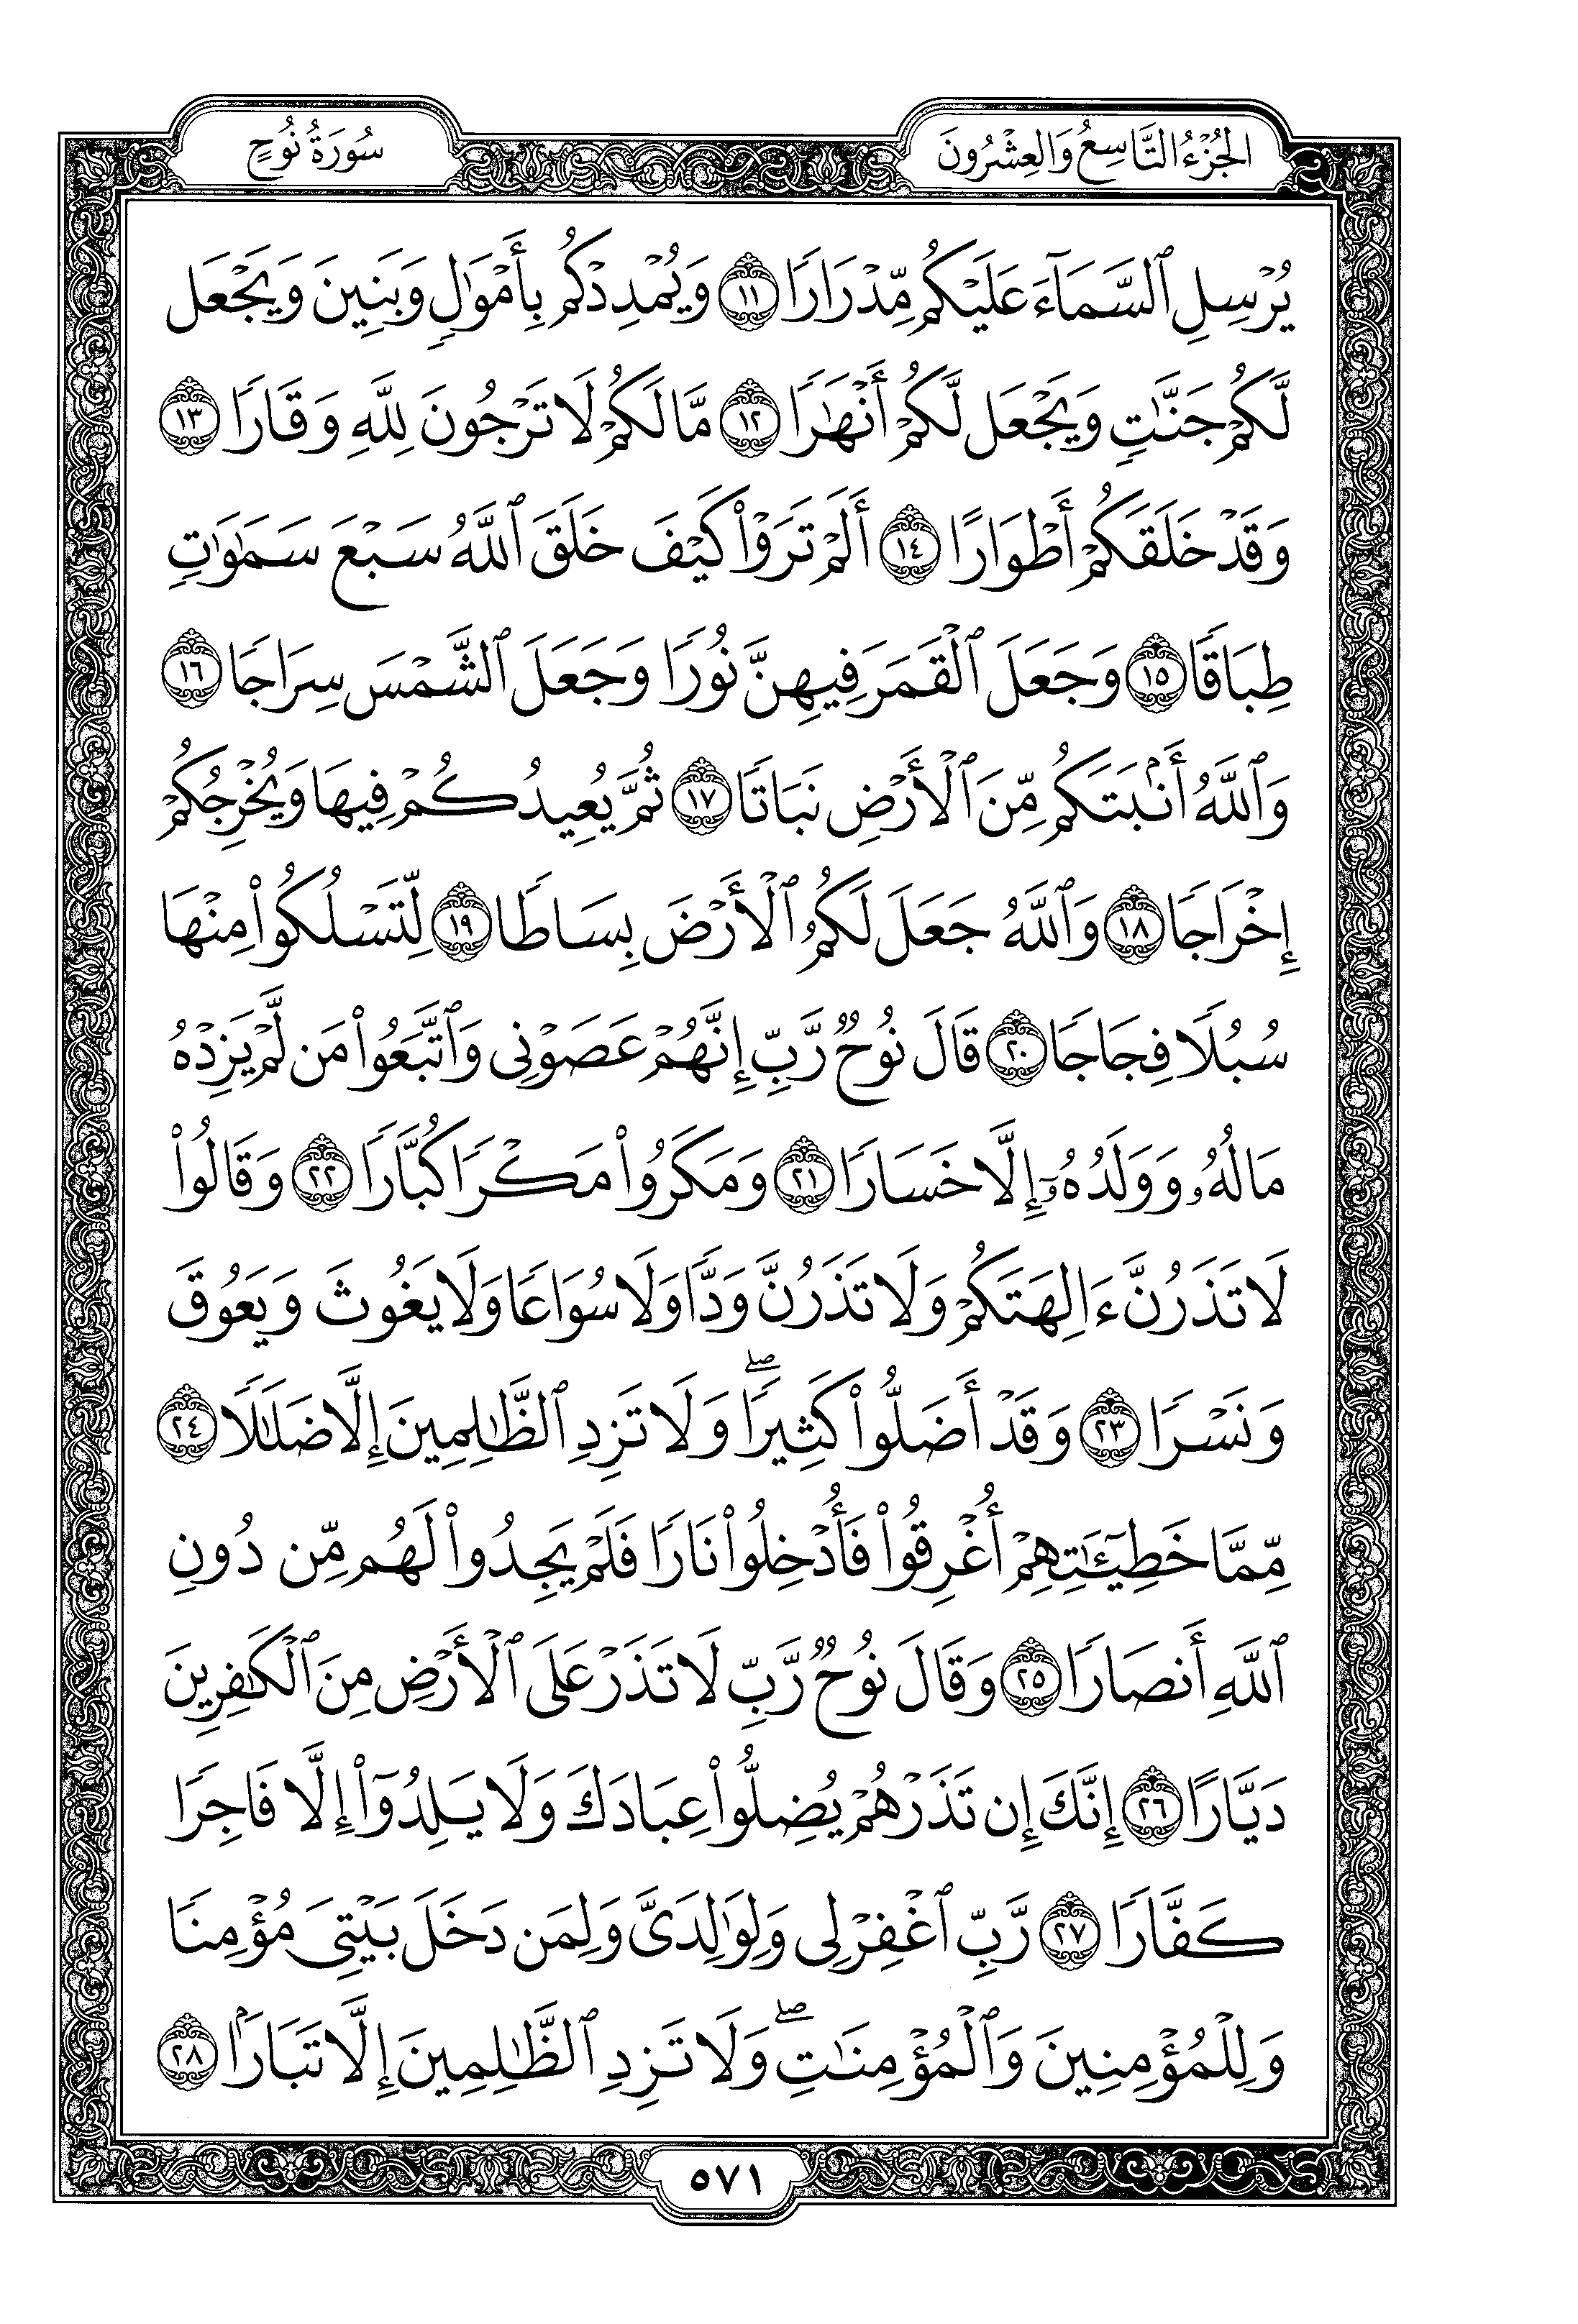 الجُزْءُ التَّاسِعُ وَالعِشْرُونَ
سُورَةُ نُوحٍ
يُرْسِلِ ٱلسَّمَآءَ عَلَيْكُم مِّدْرَارًا ١١ وَيُمْدِدْكُم بِأَمْوَٰلٍ وَبَنِينَ وَيَجْعَل
لَّكُمْ جَنَّٰتٍ وَيَجْعَل لَّكُمْ أَنْهَٰرًا ١٢ مَّا لَكُمْ لَا تَرْجُونَ لِلَّهِ وَقَارًا ١٣
وَقَدْ خَلَقَكُمْ أَطْوَارًا ١٤ أَلَمْ تَرَوْا۟ كَيْفَ خَلَقَ ٱللَّهُ سَبْعَ سَمَٰوَٰتٍ
طِبَاقًا ١٥ وَجَعَلَ ٱلْقَمَرَ فِيهِنَّ نُورًا وَجَعَلَ ٱلشَّمْسَ سِرَاجًا ١٦
وَٱللَّهُ أَنۢبَتَكُم مِّنَ ٱلْأَرْضِ نَبَاتًا ١٧ ثُمَّ يُعِيدُكُمْ فِيهَا وَيُخْرِجُكُمْ
إِخْرَاجًا ١٨ وَٱللَّهُ جَعَلَ لَكُمُ ٱلْأَرْضَ بِسَاطًا ١٩ لِّتَسْلُكُوا۟ مِنْهَا
سُبُلًا فِجَاجًا ٢٠ قَالَ نُوحٌ رَّبِّ إِنَّهُمْ عَصَوْنِى وَٱتَّبَعُوا۟ مَن لَّمْ يَزِدْهُ
مَالُهُۥ وَوَلَدُهُۥٓ إِلَّا خَسَارًا ٢١ وَمَكَرُوا۟ مَكْرًا كُبَّارًا ٢٢ وَقَالُوا۟
لَا تَذَرُنَّ ءَالِهَتَكُمْ وَلَا تَذَرُنَّ وَدًّا وَلَا سُوَاعًا وَلَا يَغُوثَ وَيَعُوقَ
وَنَسْرًا ٢٣ وَقَدْ أَضَلُّوا۟ كَثِيرًا ۖ وَلَا تَزِدِ ٱلظَّٰلِمِينَ إِلَّا ضَلَٰلًا ٢٤
مِّمَّا خَطِيٓـَٰٔتِهِمْ أُغْرِقُوا۟ فَأُدْخِلُوا۟ نَارًا فَلَمْ يَجِدُوا۟ لَهُم مِّن دُونِ
ٱللَّهِ أَنصَارًا ٢٥ وَقَالَ نُوحٌ رَّبِّ لَا تَذَرْ عَلَى ٱلْأَرْضِ مِنَ ٱلْكَٰفِرِينَ
دَيَّارًا ٢٦ إِنَّكَ إِن تَذَرْهُمْ يُضِلُّوا۟ عِبَادَكَ وَلَا يَلِدُوٓا۟ إِلَّا فَاجِرًا
كَفَّارًا ٢٧ رَّبِّ ٱغْفِرْ لِى وَلِوَٰلِدَىَّ وَلِمَن دَخَلَ بَيْتِىَ مُؤْمِنًا
وَلِلْمُؤْمِنِينَ وَٱلْمُؤْمِنَٰتِ ۖ وَلَا تَزِدِ ٱلظَّٰلِمِينَ إِلَّا تَبَارًۢا ٢٨
٥٧١